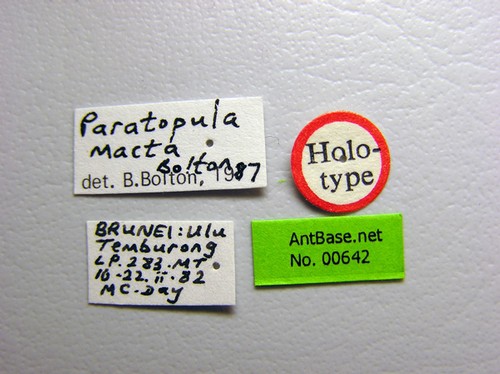 Paratopula
macta
Bolton
det. B.Bolton, 1987
Holo-
type
BRUNEI: Ulu
Temburong
LP. 283. MT
16-22.ii.82
MC. Day
AntBase.net
No. 00642